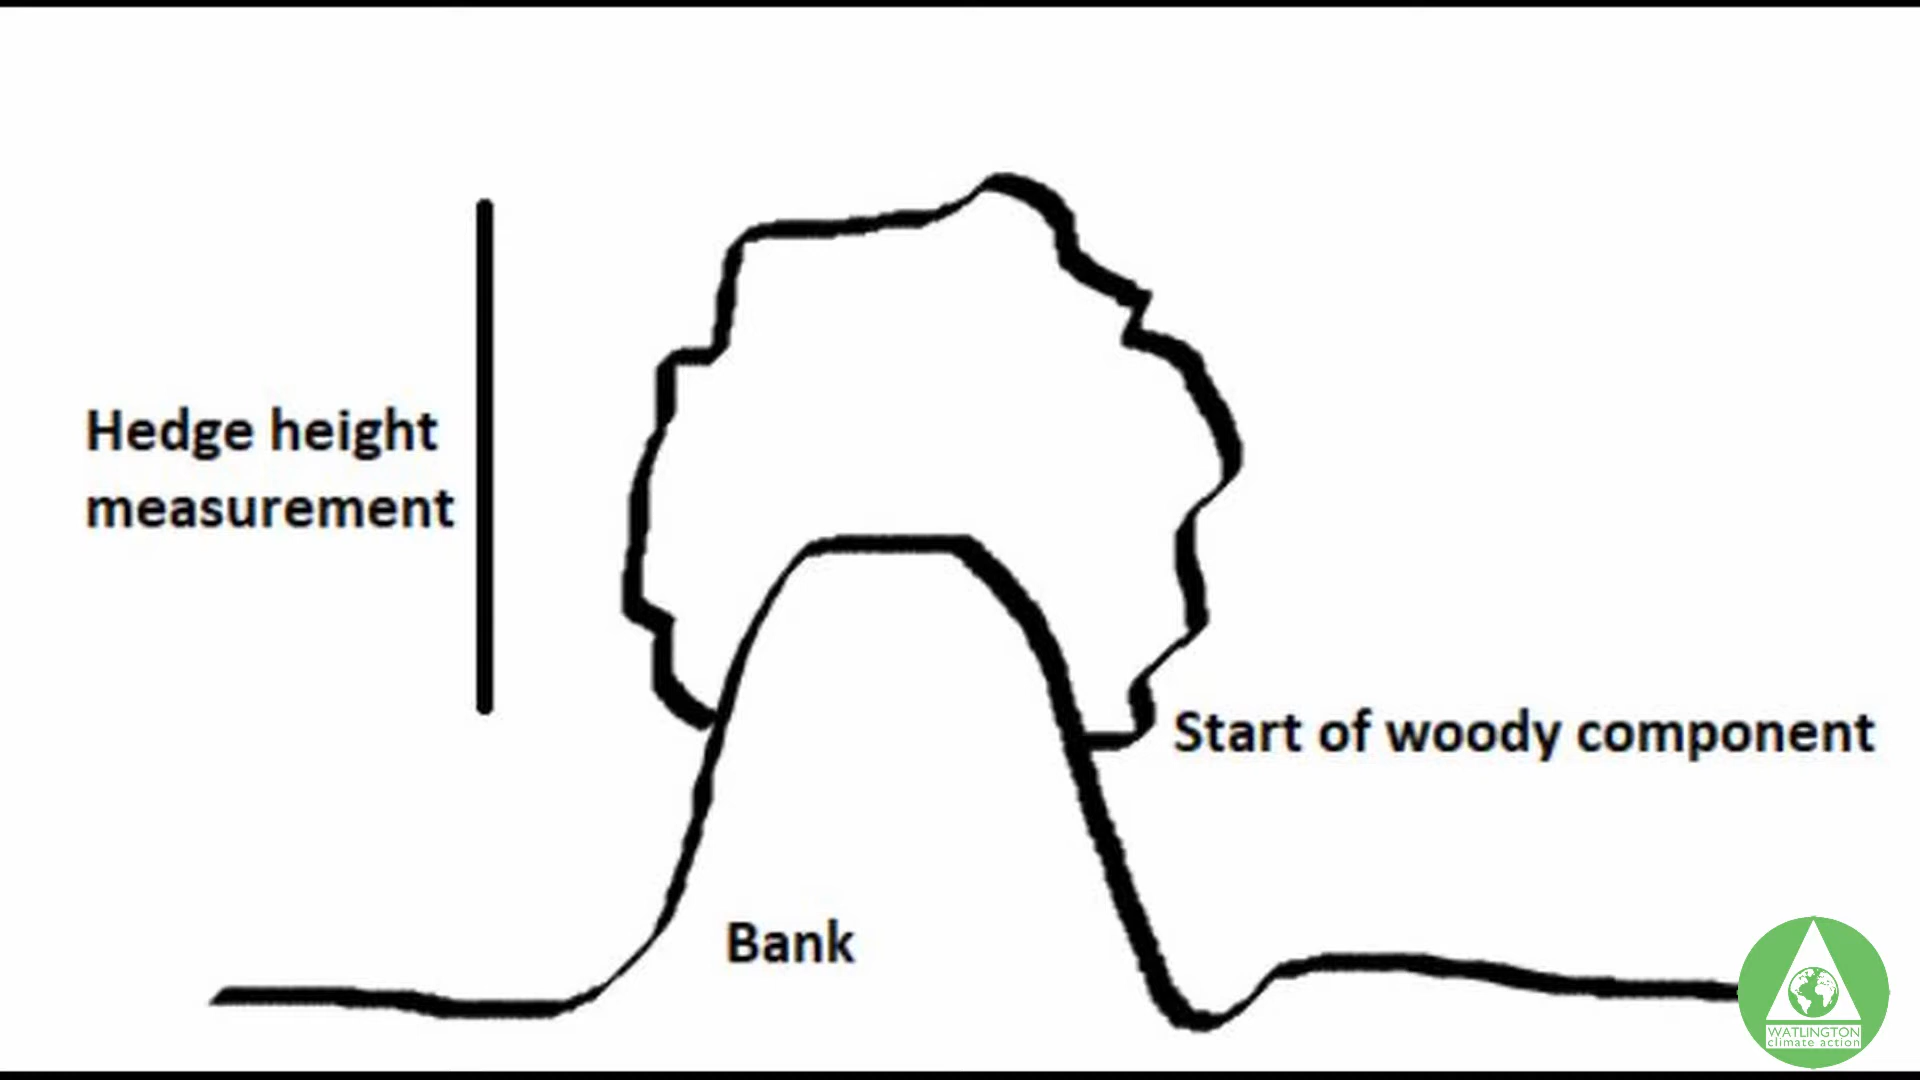 Hedge height
measurement
Start of woody component
Bank
WATLINGTON
climate action